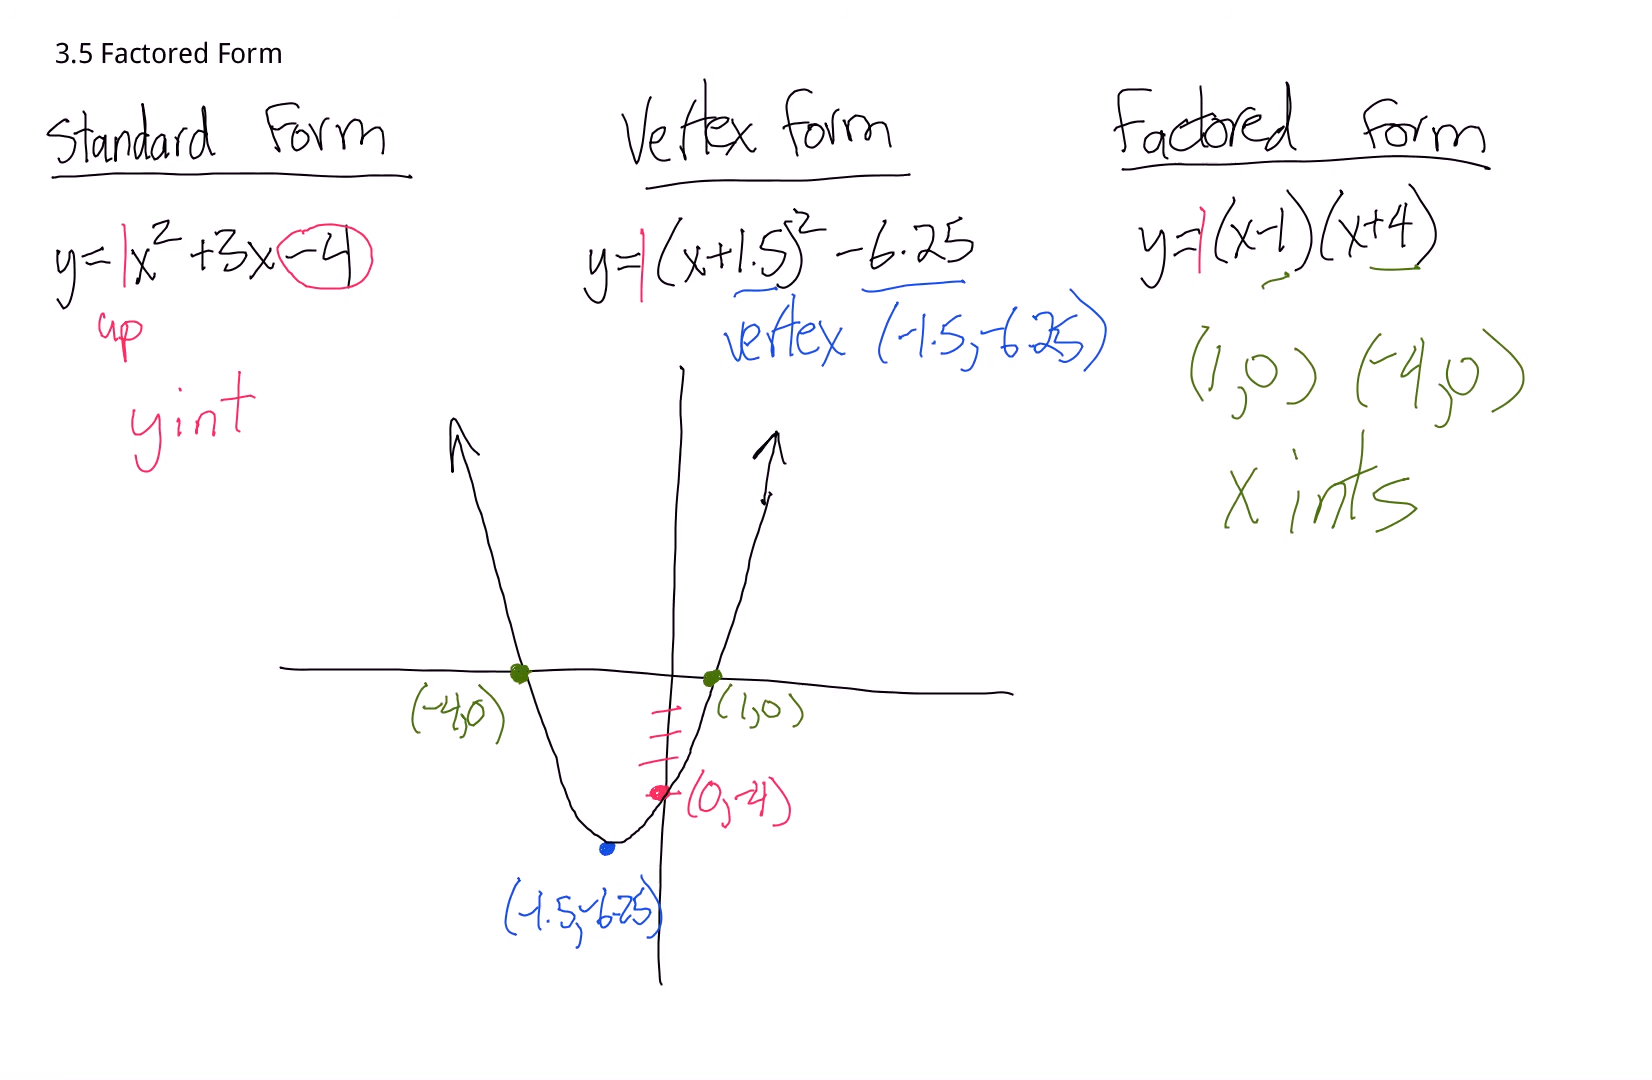 3.5 Factored Form
Standard Form
y=1x² +3x-4
up
yint
Vertex form
y=1(x+1.5)² -6.25
vertex (-1.5,-6.25)
Factored form
y=1(x-1)(x+4)
(1,0) (-4,0)
x ints
(-4,0)
(1,0)
(0,-4)
(-1.5,-6.25)